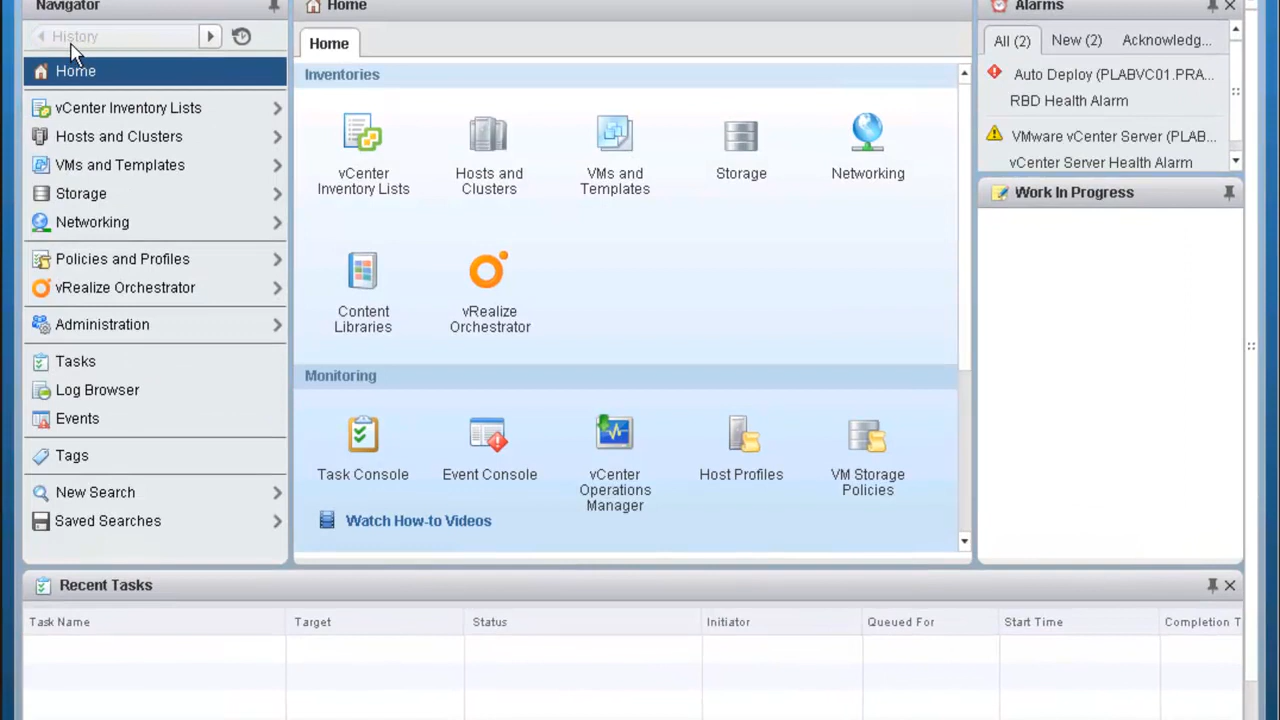 Navigator
History
Home
vCenter Inventory Lists
Hosts and Clusters
VMs and Templates
Storage
Networking
Policies and Profiles
vRealize Orchestrator
Administration
Tasks
Log Browser
Events
Tags
New Search
Saved Searches
Home
Home
Inventories
vCenter
Inventory Lists
Hosts and
Clusters
VMs and
Templates
Storage
Networking
Content
Libraries
vRealize
Orchestrator
Monitoring
Task Console
Event Console
vCenter
Operations
Manager
Host Profiles
VM Storage
Policies
Watch How-to Videos
Alarms
All (2) New (2) Acknowledg...
Auto Deploy (PLABVC01.PRA...
RBD Health Alarm
VMware vCenter Server (PLAB...
vCenter Server Health Alarm
Work In Progress
Recent Tasks
Task Name Target Status Initiator Queued For Start Time Completion T